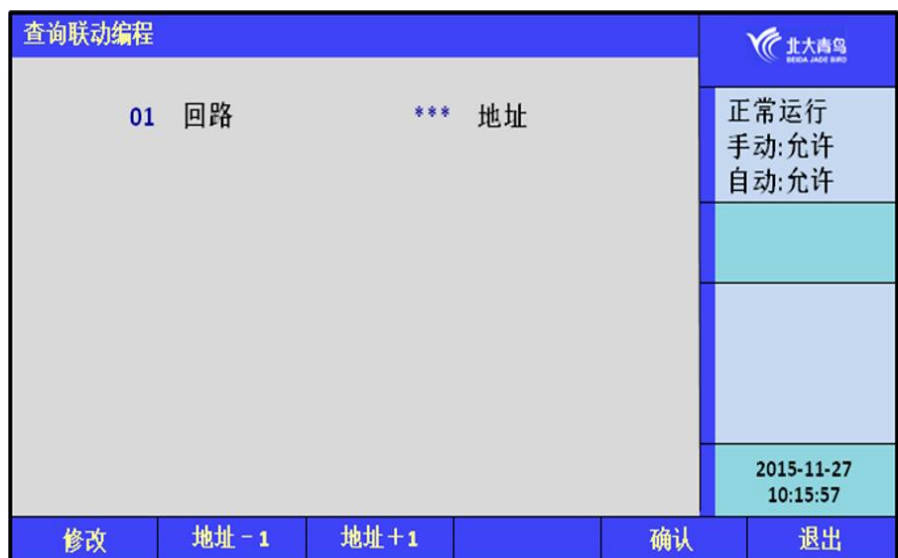 查询联动编程
北大青鸟
BEIDA JADE BIRD
01 回路 *** 地址
正常运行
手动:允许
自动:允许
2015-11-27
10:15:57
修改 地址-1 地址+1 确认 退出